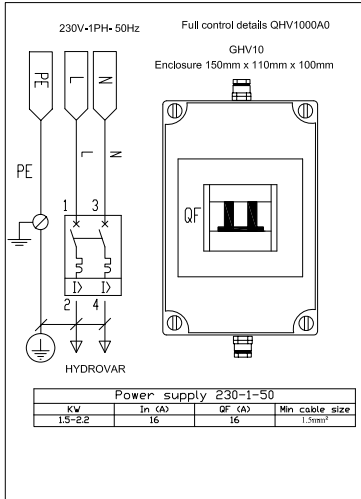 230V-1PH- 50Hz
Full control details QHV1000A0
GHV10
Enclosure 150mm x 110mm x 100mm
PE
L
N
L
N
PE
1 3
QF
I> I>
2 4
HYDROVAR
Power supply 230-1-50
KW In (A) QF (A) Min cable size
1.5-2.2 16 16 1.5mm²